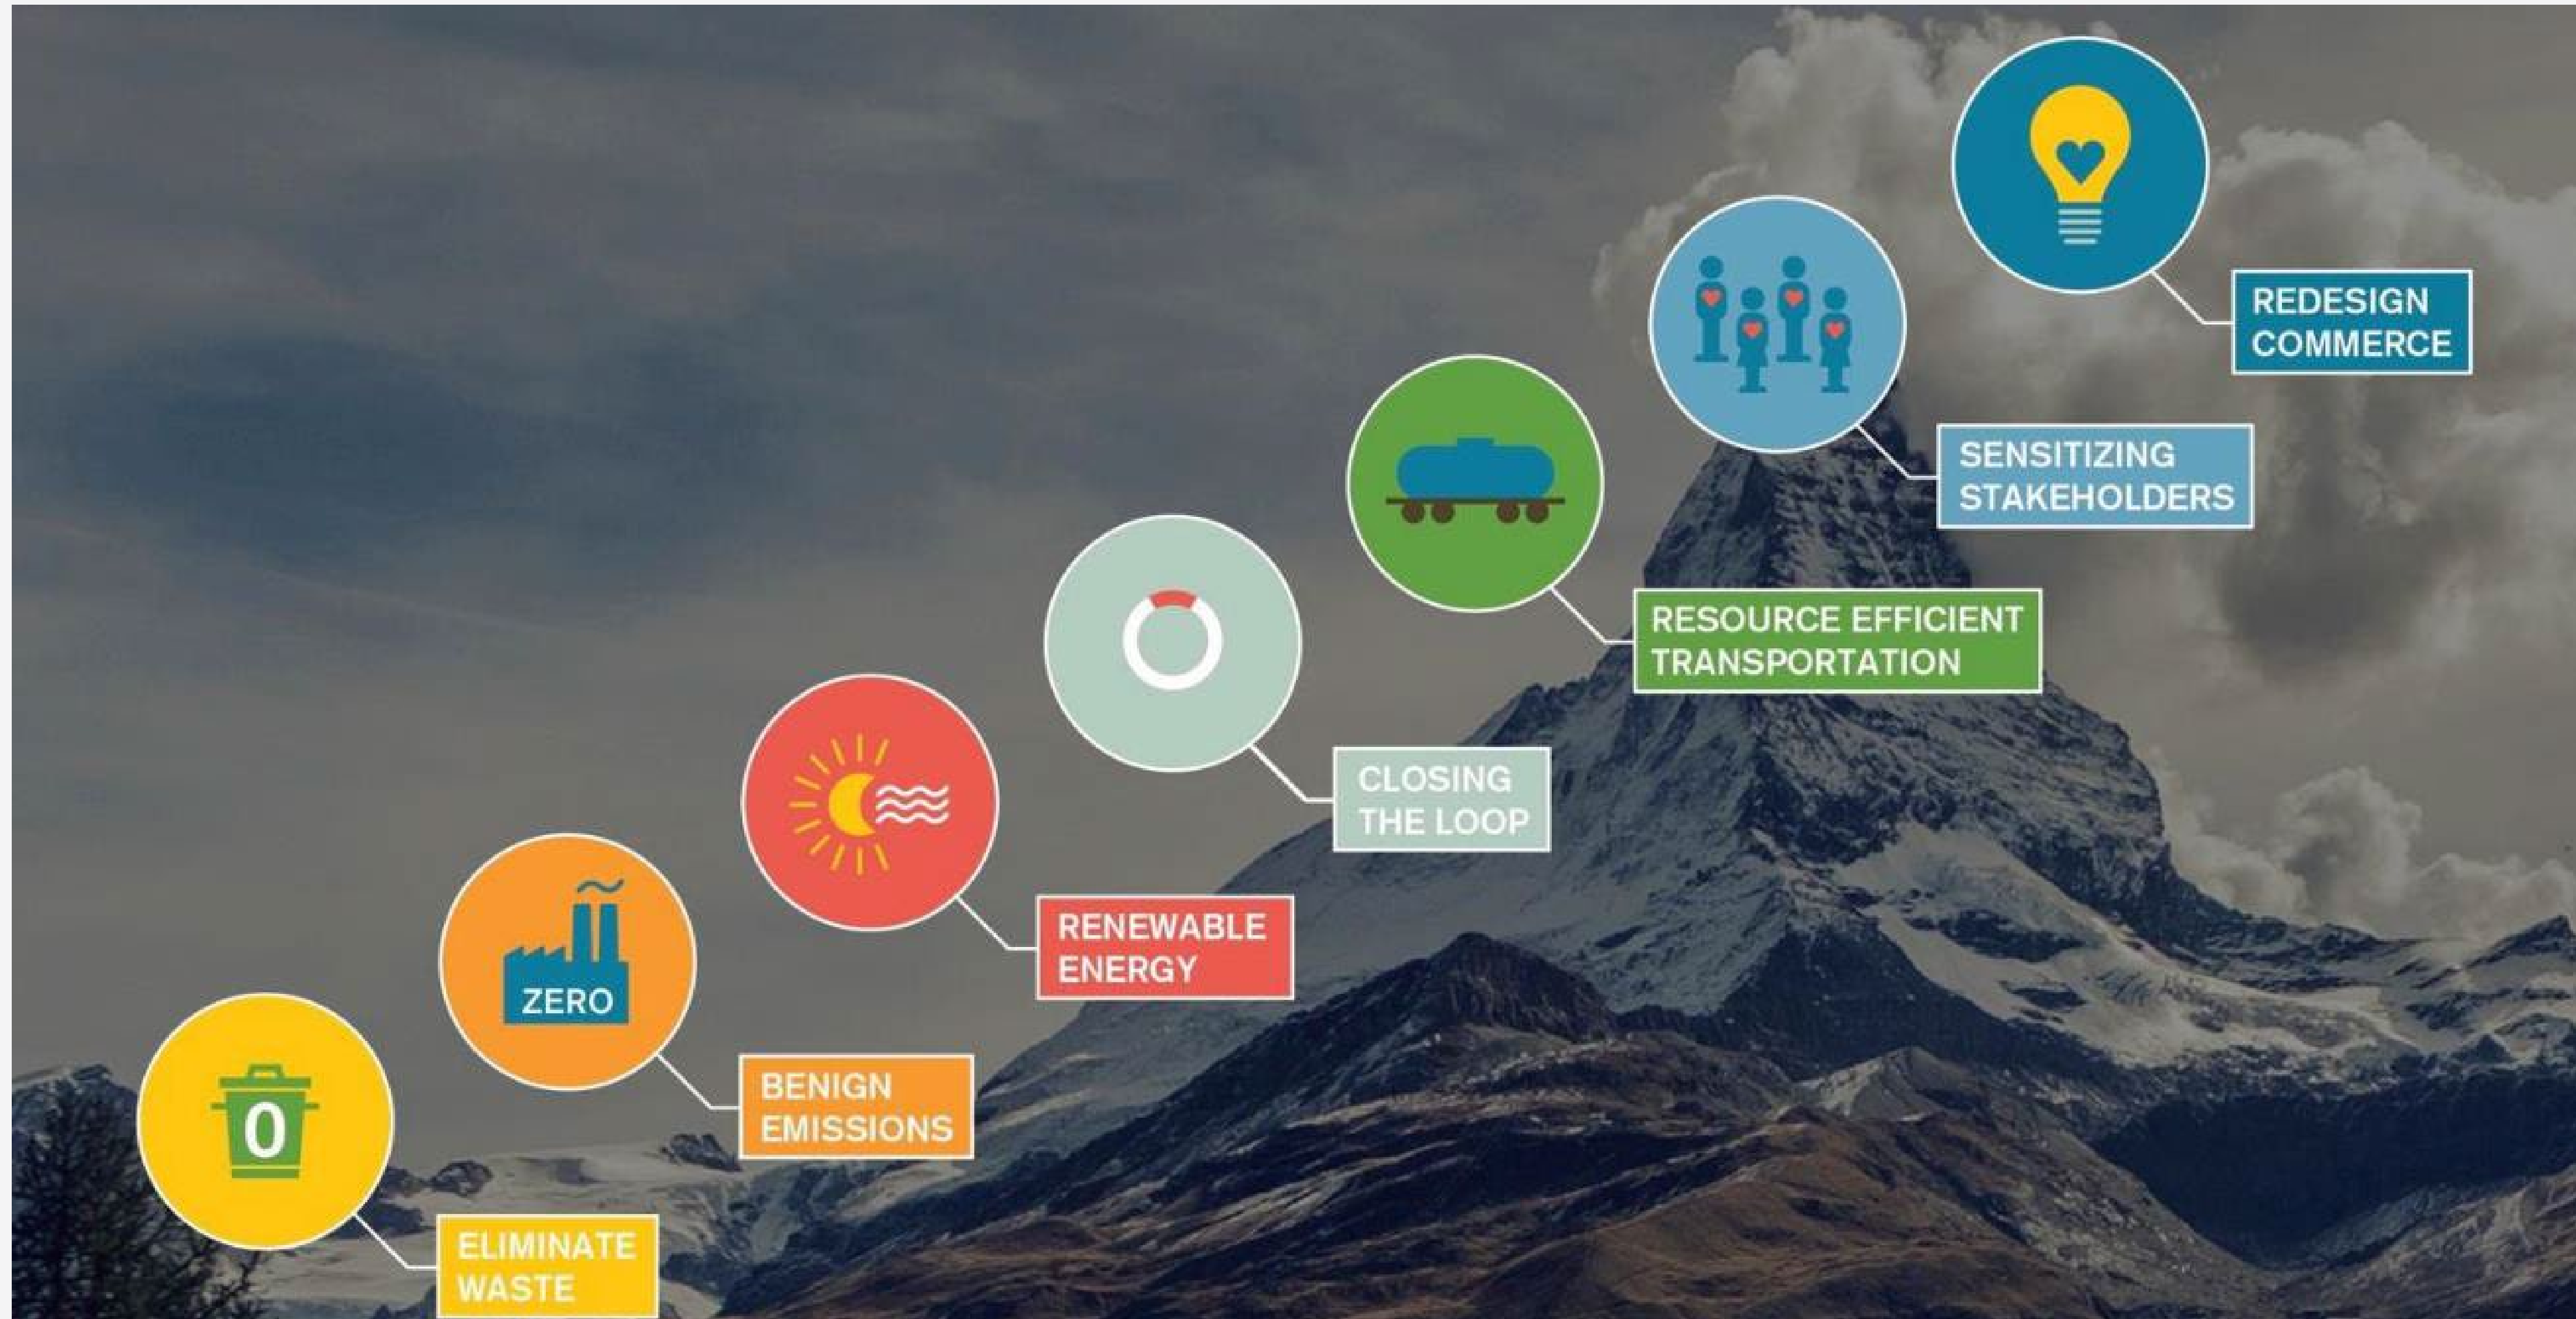 REDESIGN
COMMERCE
SENSITIZING
STAKEHOLDERS
RESOURCE EFFICIENT
TRANSPORTATION
CLOSING
THE LOOP
RENEWABLE
ENERGY
ZERO
BENIGN
EMISSIONS
0
ELIMINATE
WASTE